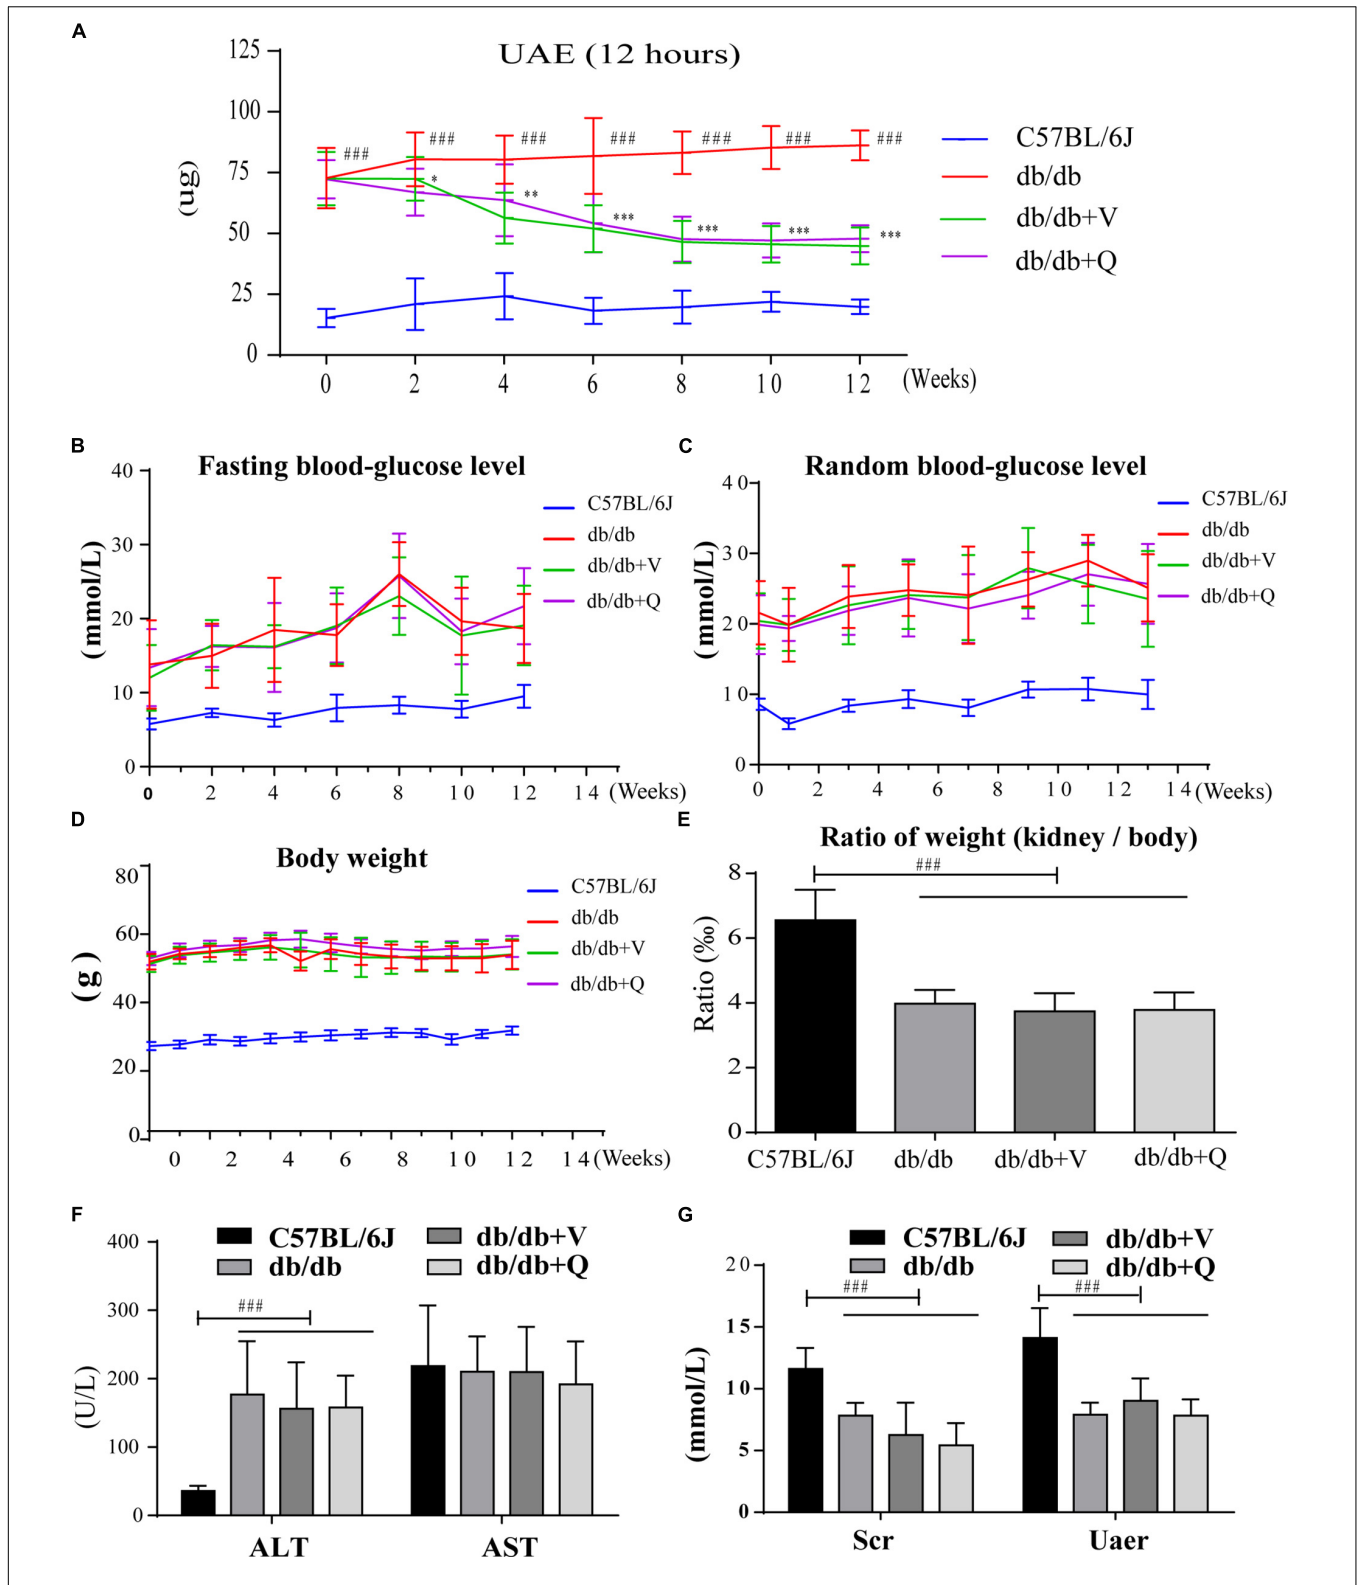 A
UAE (12 hours)
(ug)
125
100
75
50
25
0
###
###
###
###
###
###
###
*
**
***
***
***
***
0 2 4 6 8 10 12 (Weeks)
C57BL/6J
db/db
db/db+V
db/db+Q
B
Fasting blood-glucose level
(mmol/L)
40
30
20
10
0
0 2 4 6 8 10 12 14 (Weeks)
C57BL/6J
db/db
db/db+V
db/db+Q
C
Random blood-glucose level
(mmol/L)
40
30
20
10
0
0 2 4 6 8 10 12 14 (Weeks)
C57BL/6J
db/db
db/db+V
db/db+Q
D
Body weight
(g)
80
60
40
20
0
0 2 4 6 8 10 12 14 (Weeks)
C57BL/6J
db/db
db/db+V
db/db+Q
E
Ratio of weight (kidney / body)
Ratio (‰)
8
6
4
2
0
###
C57BL/6J db/db db/db+V db/db+Q
F
C57BL/6J db/db+V
db/db db/db+Q
(U/L)
400
300
200
100
0
###
ALT AST
G
C57BL/6J db/db+V
db/db db/db+Q
(mmol/L)
20
15
10
5
0
### ###
Scr Uaer